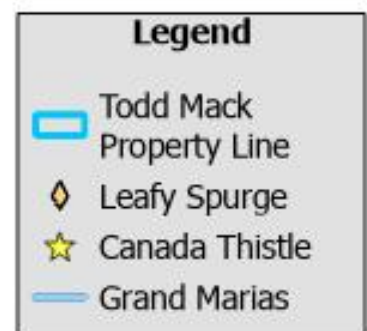 Legend
Todd Mack
Property Line
Leafy Spurge
Canada Thistle
Grand Marias